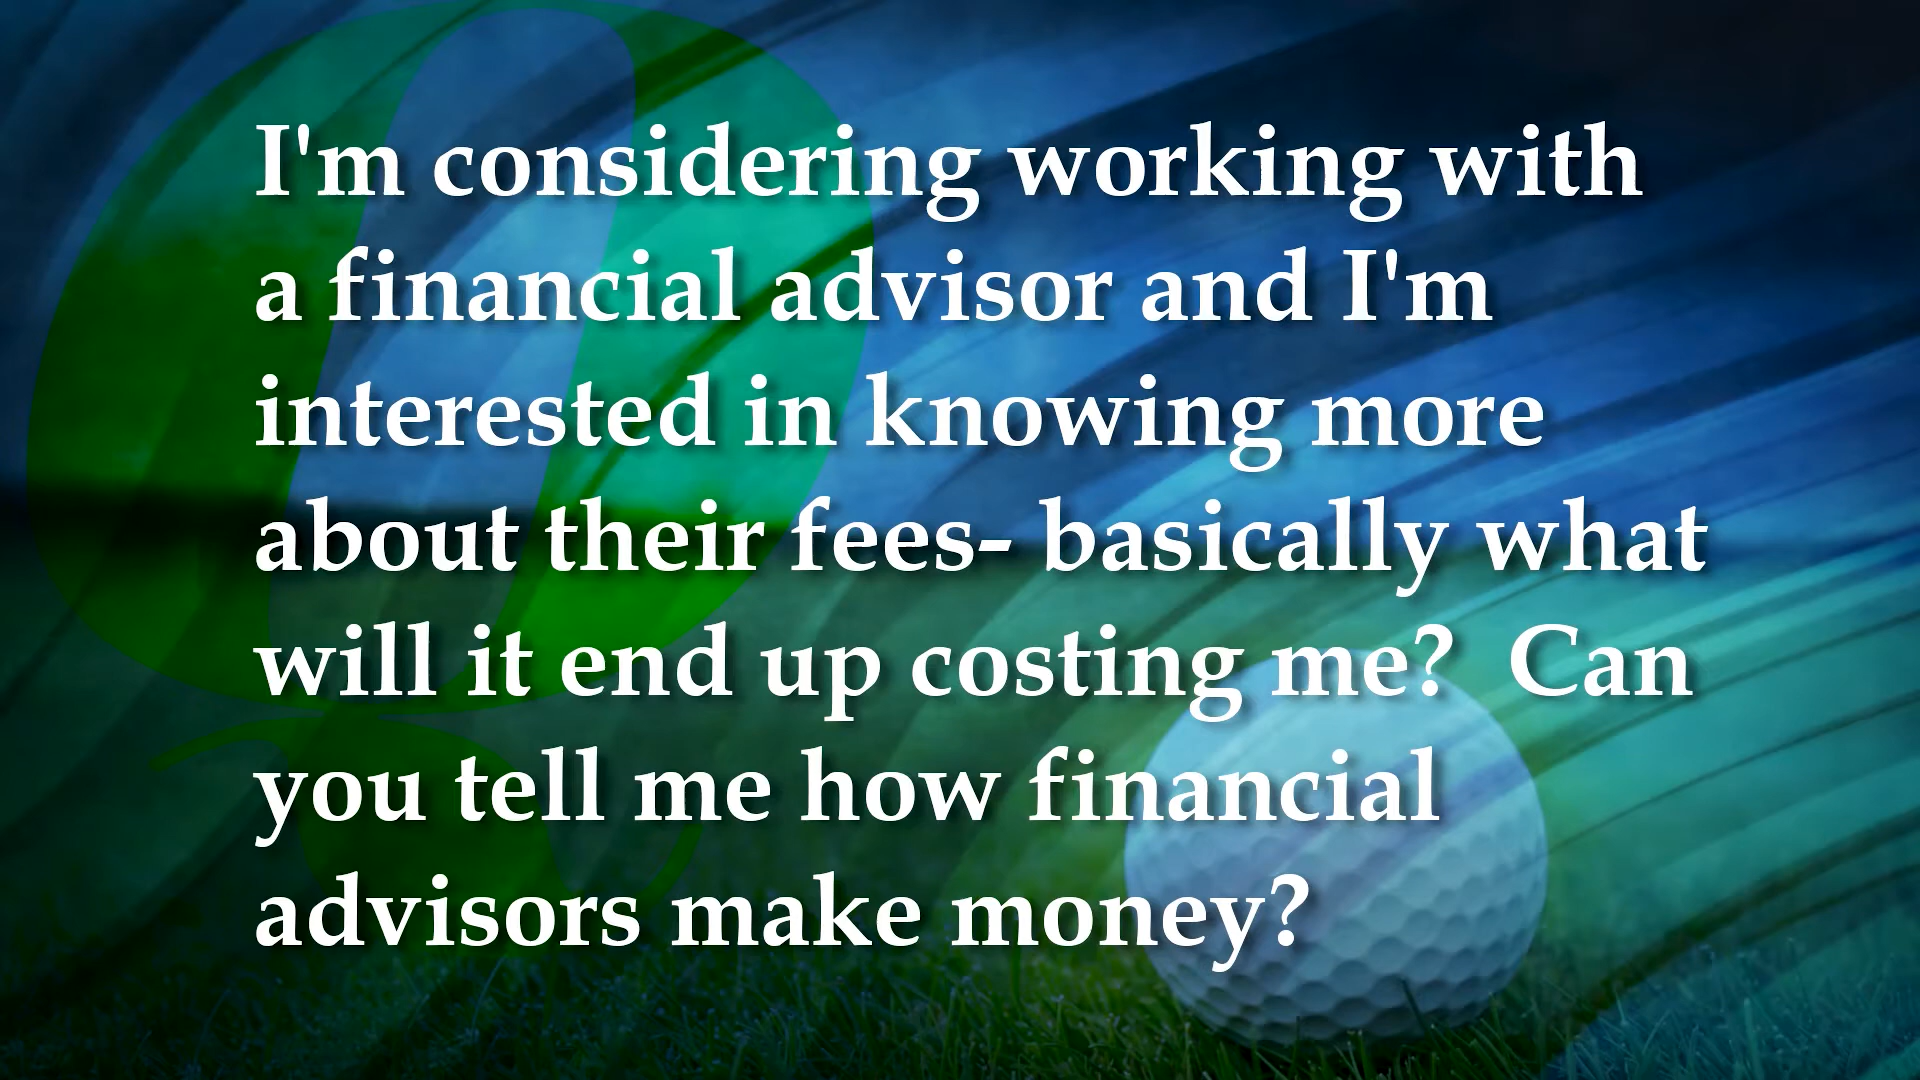 I'm considering working with
a financial advisor and I'm
interested in knowing more
about their fees- basically what
will it end up costing me?  Can
you tell me how financial
advisors make money?